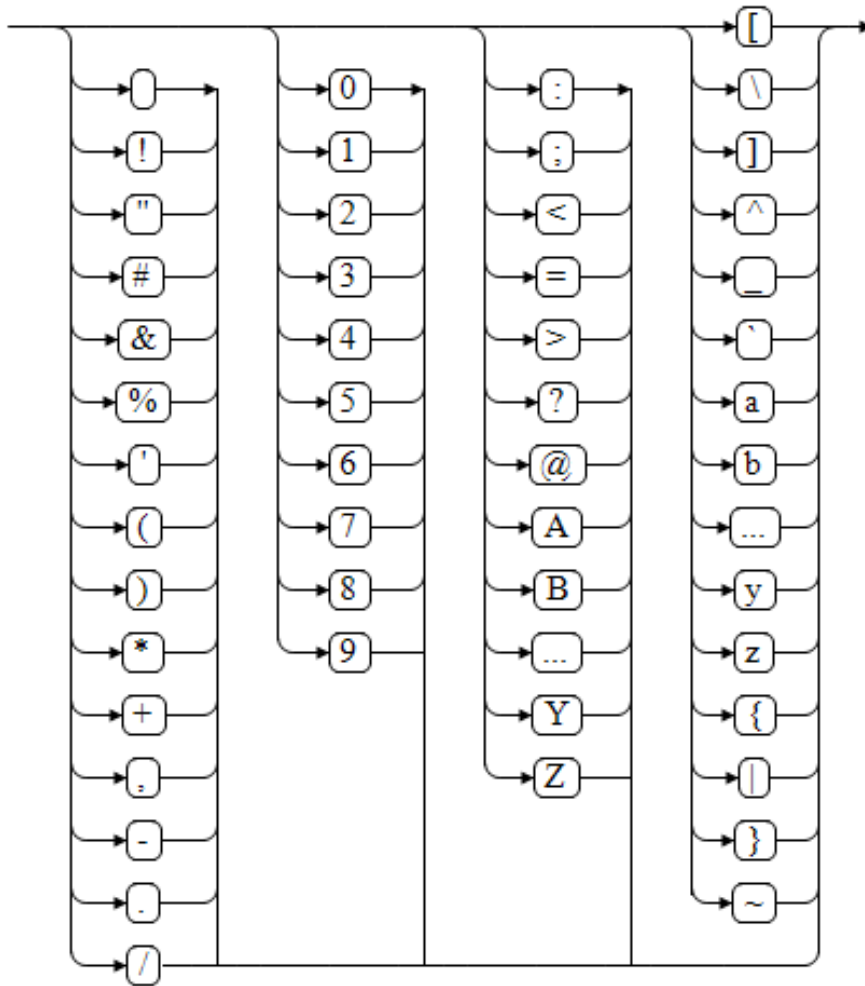 [
0 : \
! 1 ; ]
" 2 < ^
# 3 = _
& 4 > `
% 5 ? a
' 6 @ b
( 7 A ...
) 8 B y
* 9 ... z
+ Y {
, Z |
- }
. ~
/